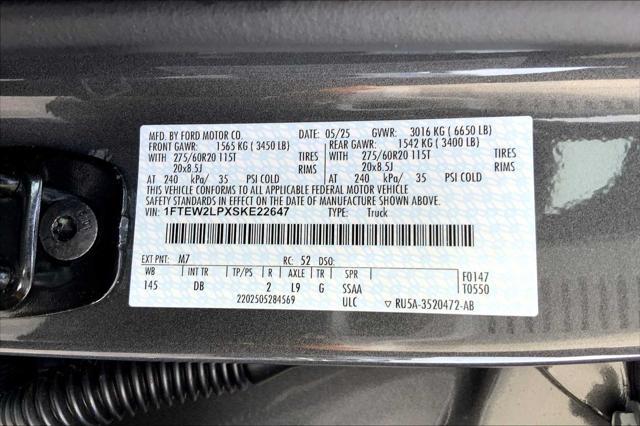 MFD. BY FORD MOTOR CO. DATE: 05/25 GVWR: 3016 KG ( 6650 LB)
FRONT GAWR: 1565 KG ( 3450 LB) REAR GAWR: 1542 KG ( 3400 LB)
WITH 275/60R20 115T TIRES WITH 275/60R20 115T TIRES
20x8.5J RIMS 20x8.5J RIMS
AT 240 kPa/ 35 PSI COLD AT 240 kPa/ 35 PSI COLD
THIS VEHICLE CONFORMS TO ALL APPLICABLE FEDERAL MOTOR VEHICLE
SAFETY STANDARDS IN EFFECT ON THE DATE OF MANUFACTURE SHOWN ABOVE.
VIN: 1FTEW2LPXSKE22647 TYPE: Truck
EXT PNT: M7 RC: 52 DSO:
WB INT TR TP/PS R AXLE TR SPR F0147
145 DB 2 L9 G SSAA T0550
2202505284569 ULC ▽ RU5A-3520472-AB